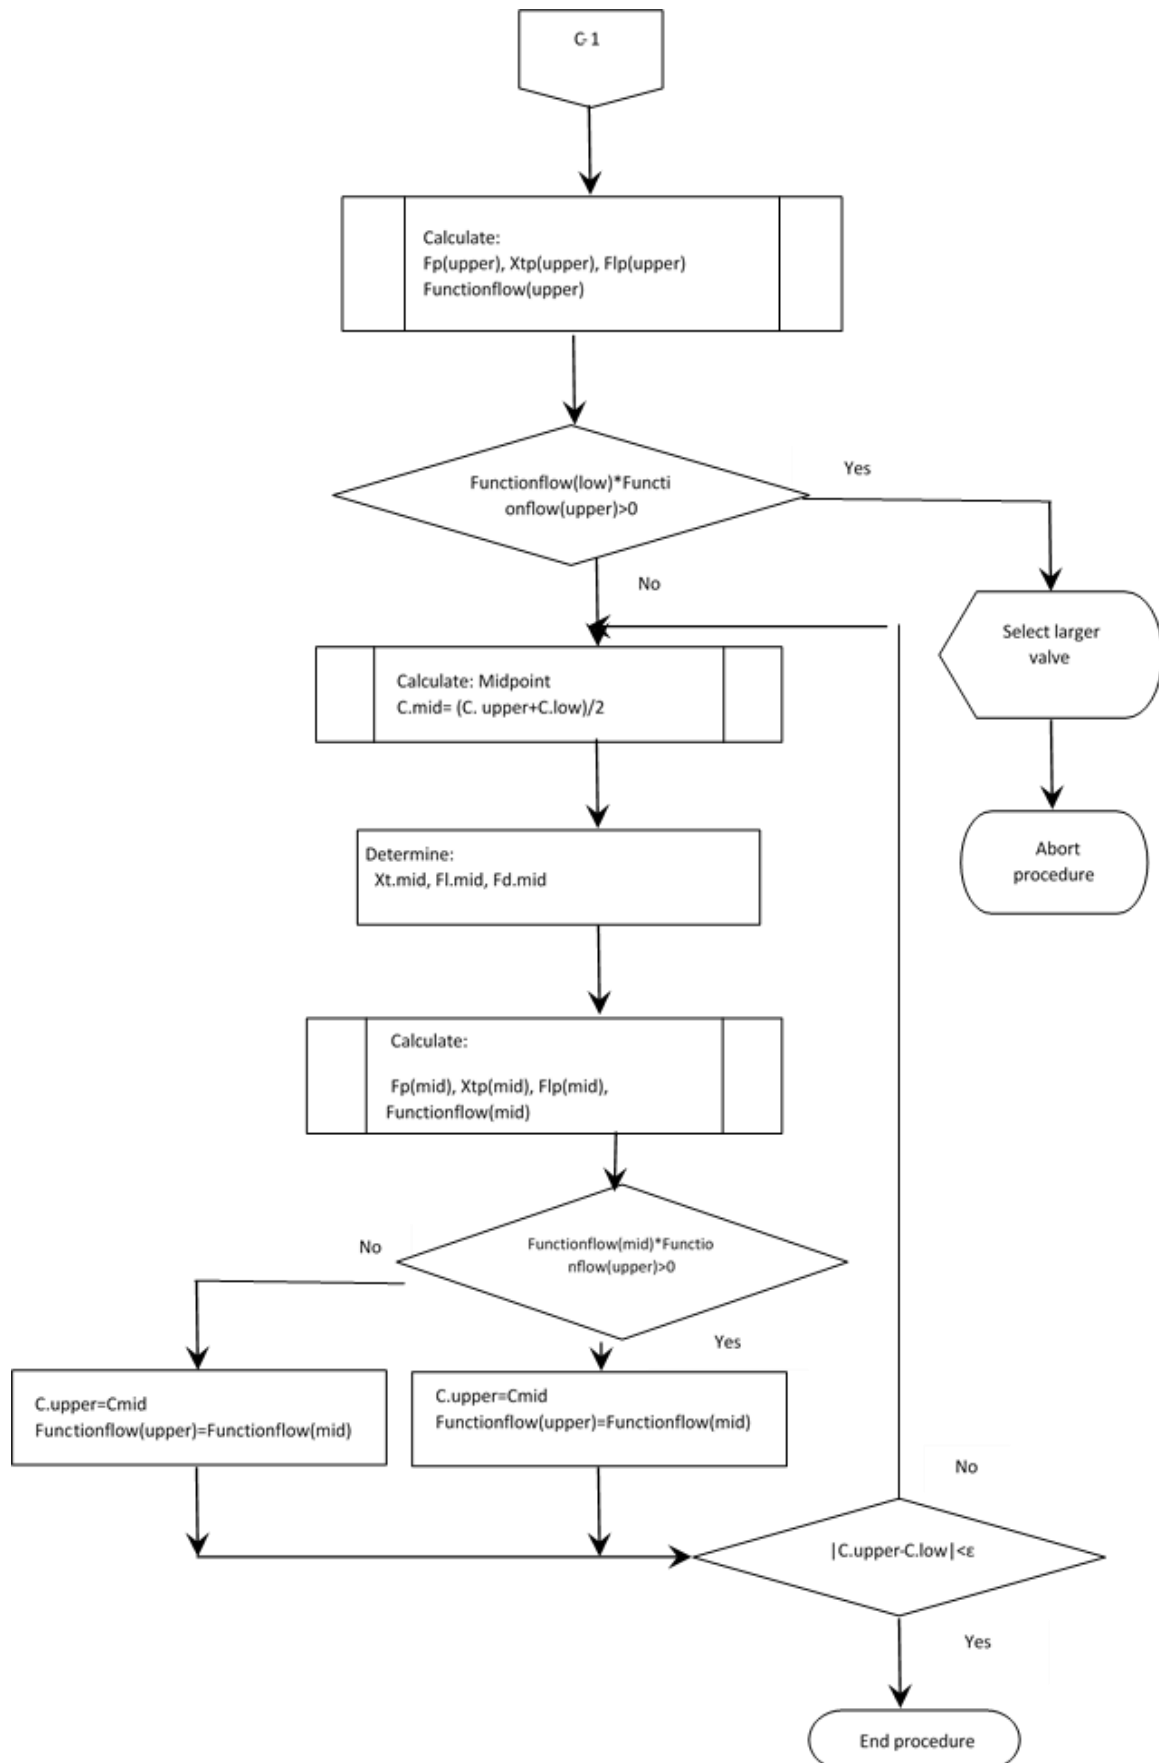 C-1
Calculate:
Fp(upper), Xtp(upper), Flp(upper)
Functionflow(upper)
Functionflow(low)*Functi
onflow(upper)>0
Yes
No
Select larger
valve
Calculate: Midpoint
C.mid= (C. upper+C.low)/2
Determine:
Xt.mid, Fl.mid, Fd.mid
Abort
procedure
Calculate:
Fp(mid), Xtp(mid), Flp(mid),
Functionflow(mid)
No
Functionflow(mid)*Functio
nflow(upper)>0
Yes
C.upper=Cmid
Functionflow(upper)=Functionflow(mid)
C.upper=Cmid
Functionflow(upper)=Functionflow(mid)
No
|C.upper-C.low|<ε
Yes
End procedure